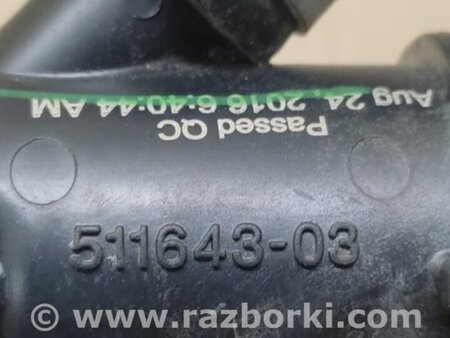 Aug 24, 2016 6:40:44 AM
Passed QC
511643-03
© www.razborki.com